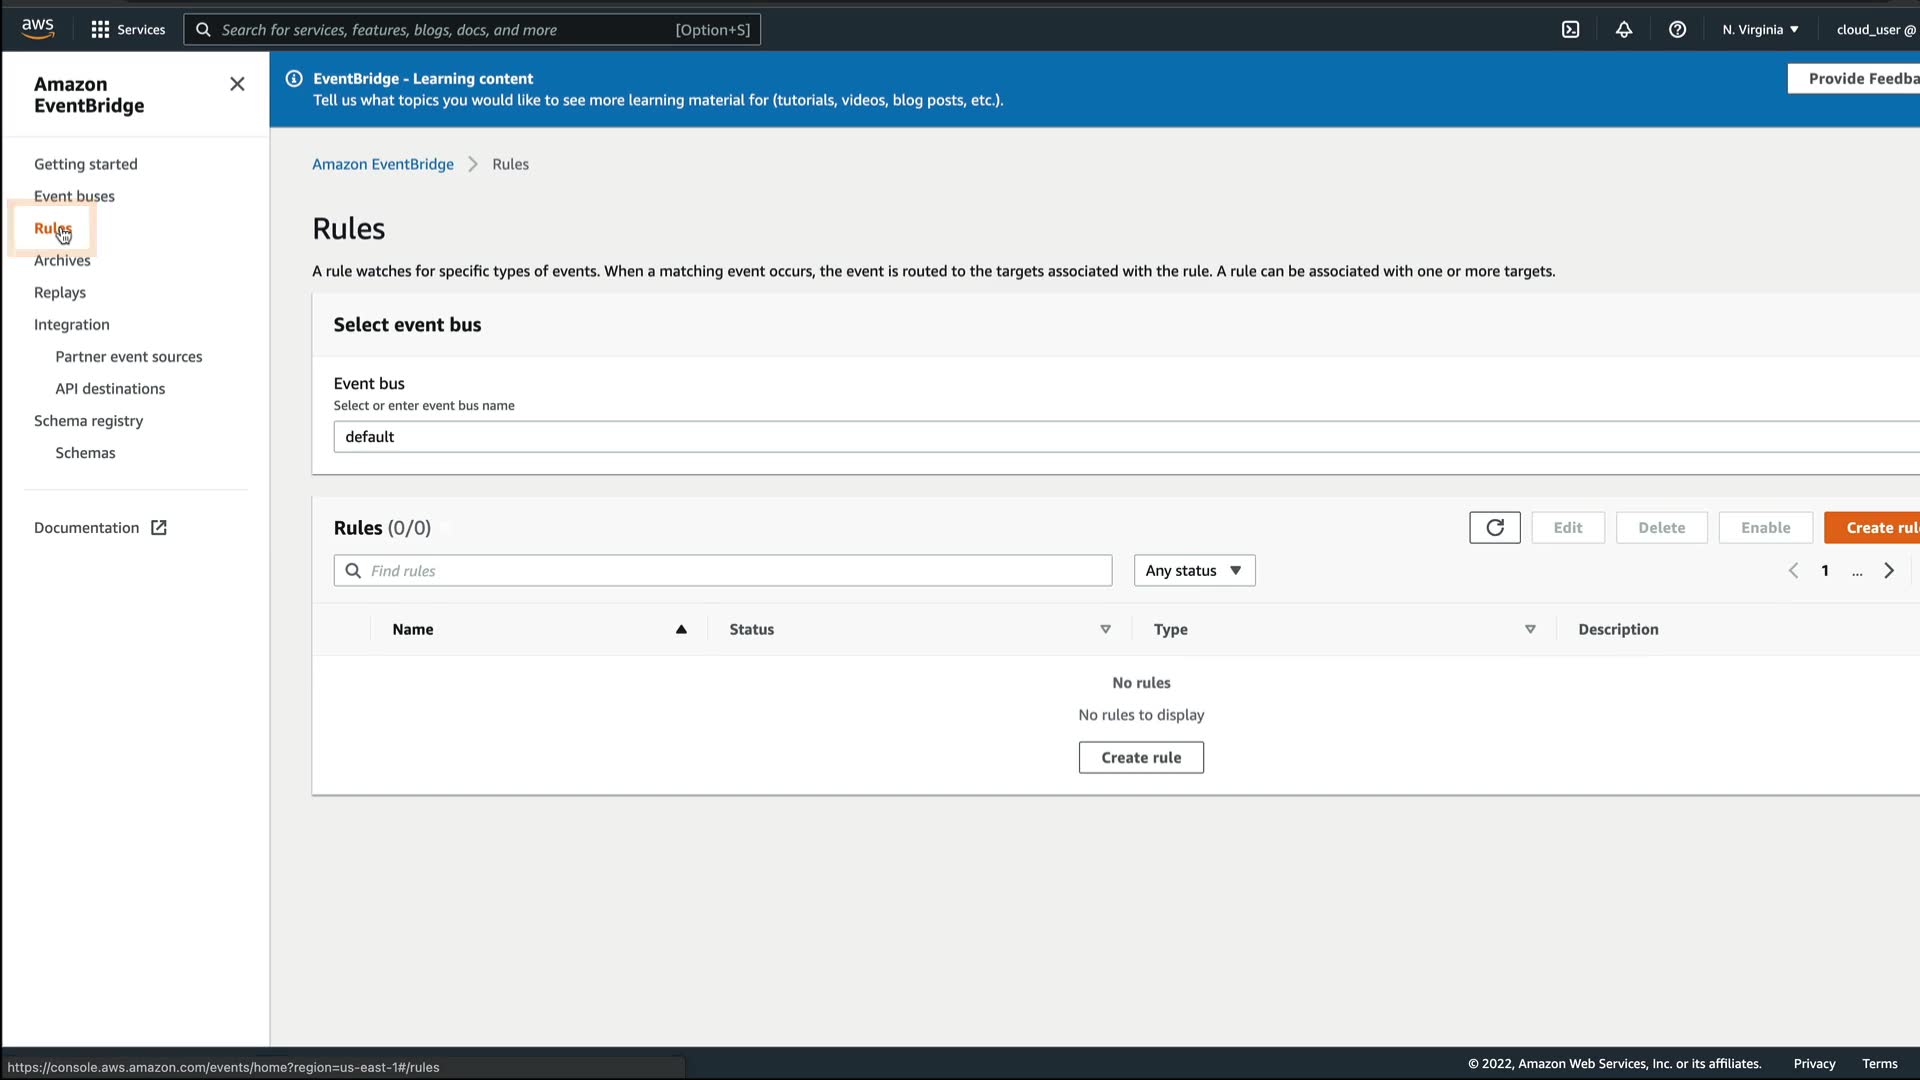 aws
Services
Search for services, features, blogs, docs, and more
[Option+S]
N. Virginia
cloud_user @
Amazon
EventBridge
EventBridge - Learning content
Tell us what topics you would like to see more learning material for (tutorials, videos, blog posts, etc.).
Provide Feedba
Getting started
Event buses
Rules
Archives
Replays
Integration
Partner event sources
API destinations
Schema registry
Schemas
Documentation
Amazon EventBridge
Rules
Rules
A rule watches for specific types of events. When a matching event occurs, the event is routed to the targets associated with the rule. A rule can be associated with one or more targets.
Select event bus
Event bus
Select or enter event bus name
default
Rules (0/0)
Edit
Delete
Enable
Create rul
Find rules
Any status
1
...
Name
Status
Type
Description
No rules
No rules to display
Create rule
https://console.aws.amazon.com/events/home?region=us-east-1#/rules
© 2022, Amazon Web Services, Inc. or its affiliates.
Privacy
Terms